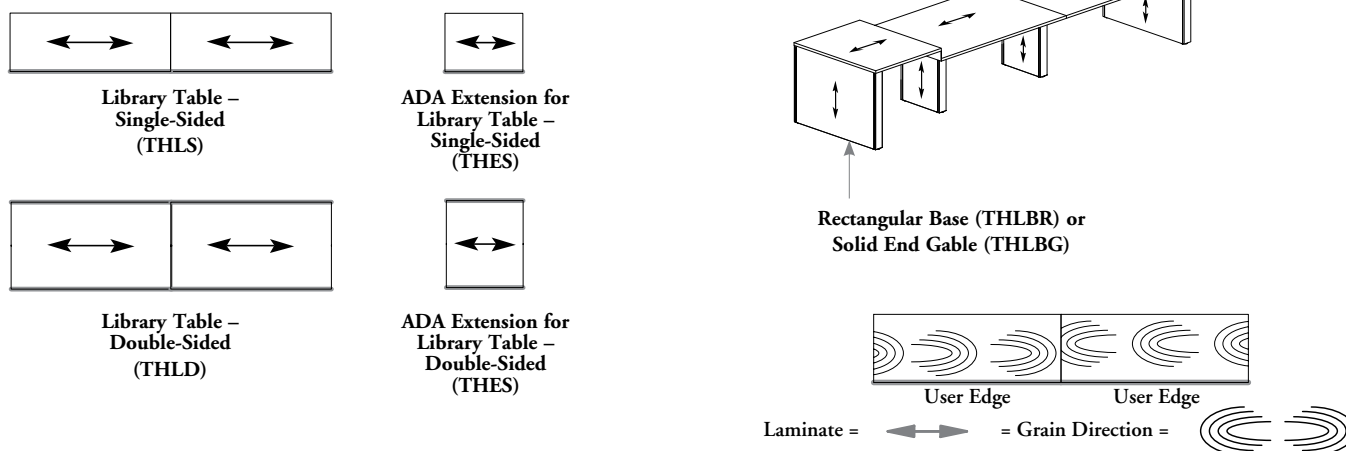 Library Table –
Single-Sided
(THLS)
ADA Extension for
Library Table –
Single-Sided
(THES)
Library Table –
Double-Sided
(THLD)
ADA Extension for
Library Table –
Double-Sided
(THES)
Rectangular Base (THLBR) or
Solid End Gable (THLBG)
User Edge
User Edge
Laminate = = Grain Direction =